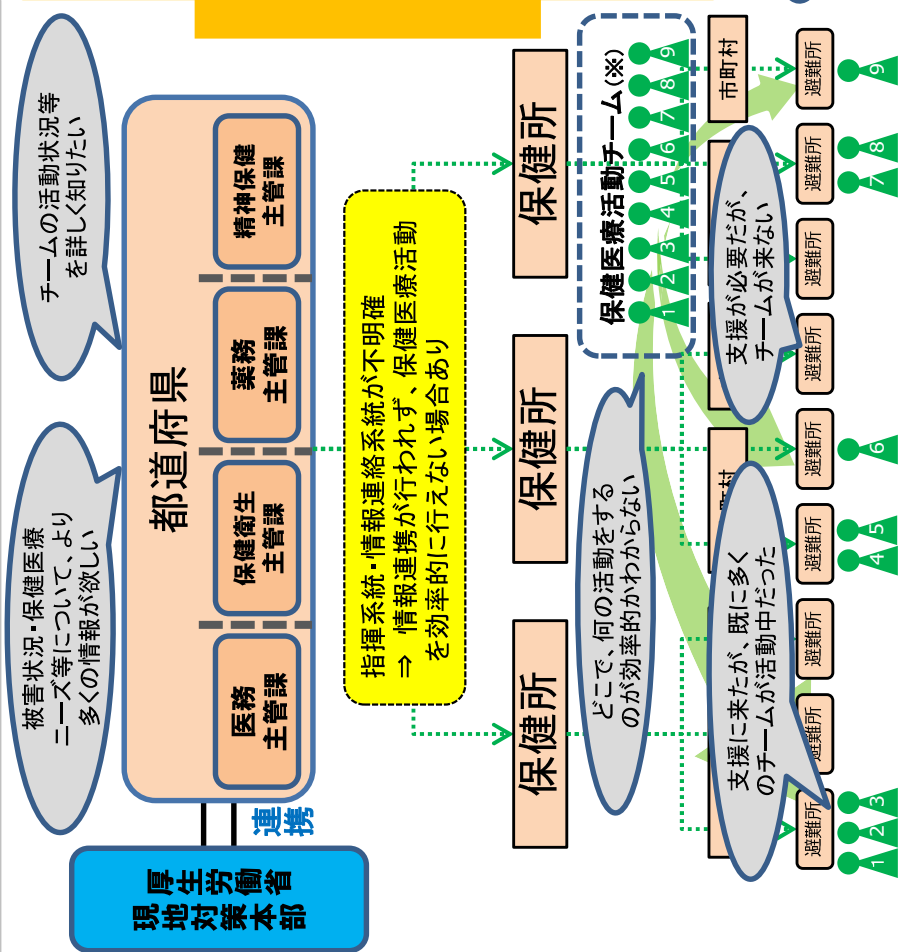 被害状況・保健医療
ニーズ等について、より
多くの情報が欲しい
チームの活動状況等
を詳しく知りたい
厚生労働省
現地対策本部
連携
都道府県
医務
主管課
保健衛生
主管課
薬務
主管課
精神保健
主管課
指揮系統・情報連絡系統が不明確
⇒ 情報連携が行われず、保健医療活動
を効率的に行えない場合あり
保健所
保健所
保健所
どこで、何の活動をする
のが効率的かわからない
保健医療活動チーム(※)
1 2 3 4 5 6 7 8 9
町村
市町村
支援に来たが、既に多く
のチームが活動中だった
支援が必要だが、
チームが来ない
避難所
避難所
避難所
避難所
避難所
避難所
避難所
避難所
避難所
1 2 3
4 5
6
7 8
9